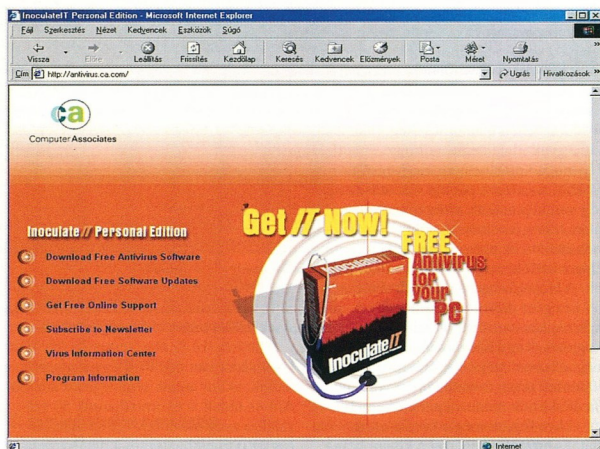 InoculateIT Personal Edition - Microsoft Internet Explorer
Fájl Szerkesztés Nézet Kedvencek Eszközök Súgó
Vissza Előre Leállítás Frissítés Kezdőlap Keresés Kedvencek Előzmények Posta Méret Nyomtatás
Cím http://antivirus.ca.com/ Ugrás Hivatkozások
ca
Computer Associates
Get IT Now!
FREE
Antivirus
for
your
PC
InoculateIT
InoculateIT
Inoculate IT Personal Edition
Download Free Antivirus Software
Download Free Software Updates
Get Free Online Support
Subscribe to Newsletter
Virus Information Center
Program Information
Internet